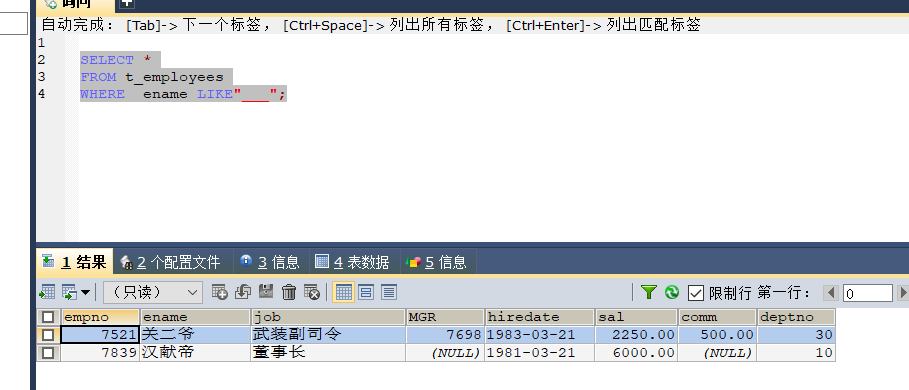 询问
自动完成： [Tab]-> 下一个标签， [Ctrl+Space]-> 列出所有标签， [Ctrl+Enter]-> 列出匹配标签
1
2 SELECT *
3 FROM t_employees
4 WHERE ename LIKE"___";
1 结果 2 个配置文件 3 信息 4 表数据 5 信息
（只读） 限制行 第一行： 0
empno ename job MGR hiredate sal comm deptno
7521 关二爷 武装副司令 7698 1983-03-21 2250.00 500.00 30
7839 汉献帝 董事长 (NULL) 1981-03-21 6000.00 (NULL) 10